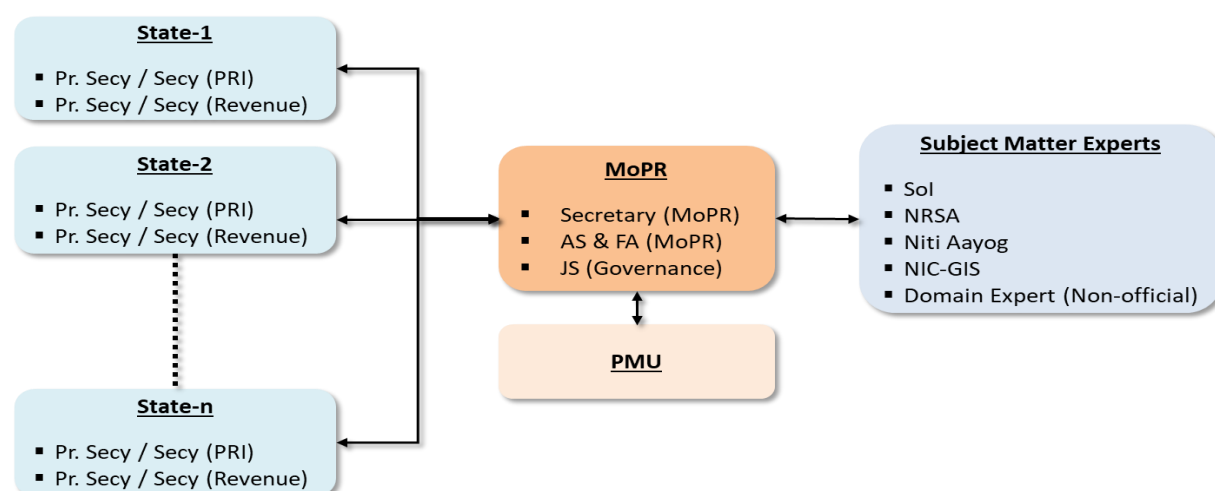 State-1
▪ Pr. Secy / Secy (PRI)
▪ Pr. Secy / Secy (Revenue)
State-2
▪ Pr. Secy / Secy (PRI)
▪ Pr. Secy / Secy (Revenue)
State-n
▪ Pr. Secy / Secy (PRI)
▪ Pr. Secy / Secy (Revenue)
MoPR
▪ Secretary (MoPR)
▪ AS & FA (MoPR)
▪ JS (Governance)
PMU
Subject Matter Experts
▪ SoI
▪ NRSA
▪ Niti Aayog
▪ NIC-GIS
▪ Domain Expert (Non-official)